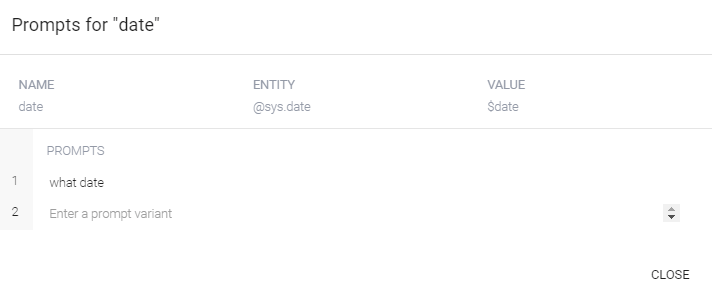 Prompts for "date"
NAME ENTITY VALUE
date @sys.date $date
PROMPTS
1 what date
2 Enter a prompt variant
CLOSE